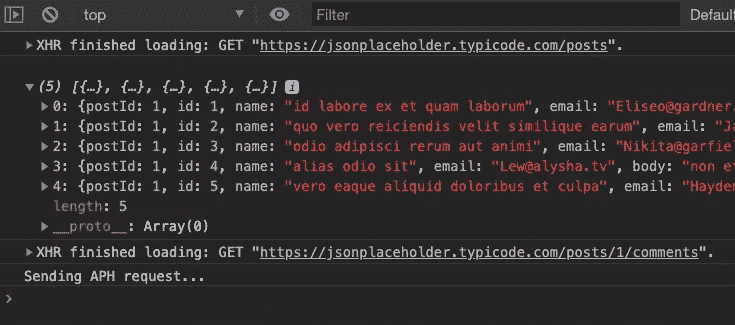 top Filter Default
XHR finished loading: GET "https://jsonplaceholder.typicode.com/posts".
(5) [{…}, {…}, {…}, {…}, {…}] i
0: {postId: 1, id: 1, name: "id labore ex et quam laborum", email: "Eliseo@gardner.
1: {postId: 1, id: 2, name: "quo vero reiciendis velit similique earum", email: "Ja
2: {postId: 1, id: 3, name: "odio adipisci rerum aut animi", email: "Nikita@garfie
3: {postId: 1, id: 4, name: "alias odio sit", email: "Lew@alysha.tv", body: "non et
4: {postId: 1, id: 5, name: "vero eaque aliquid doloribus et culpa", email: "Hayden
length: 5
__proto__: Array(0)
XHR finished loading: GET "https://jsonplaceholder.typicode.com/posts/1/comments".
Sending APH request...